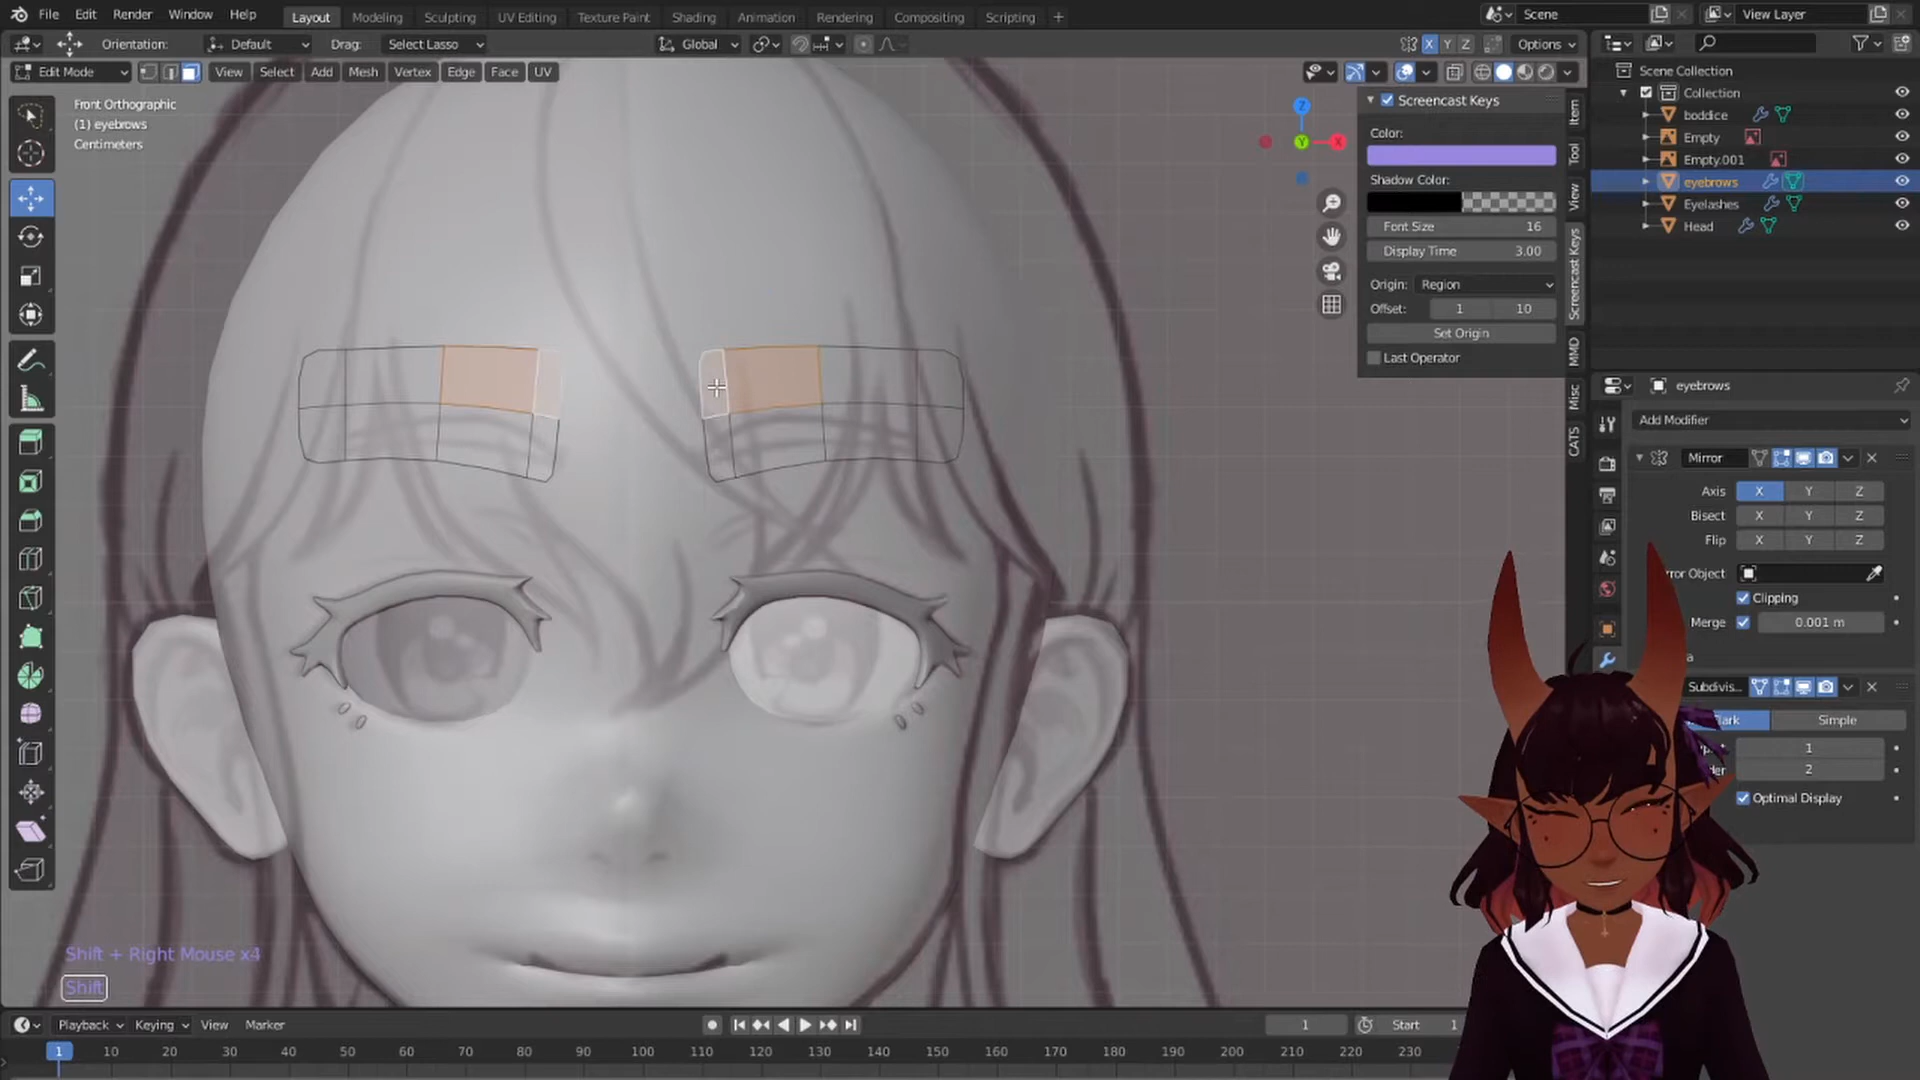 File Edit Render Window Help Layout Modeling Sculpting UV Editing Texture Paint Shading Animation Rendering Compositing Scripting + Scene View Layer
Orientation: Default Drag: Select Lasso Global X Y Z Options
Edit Mode View Select Add Mesh Vertex Edge Face UV
Front Orthographic
(1) eyebrows
Centimeters
Z
Y
X
Screencast Keys
Color:
Shadow Color:
Font Size 16
Display Time 3.00
Origin: Region
Offset: 1 10
Set Origin
Last Operator
Item
Tool
View
Screencast Keys
MMD
Misc
CATS
Scene Collection
Collection
boddice
Empty
Empty.001
eyebrows
Eyelashes
Head
eyebrows
Add Modifier
Mirror
Axis X Y Z
Bisect X Y Z
Flip X Y Z
ror Object
Clipping
Merge 0.001 m
a
Subdivis...
lark Simple
1
der 2
Optimal Display
Shift + Right Mouse x4
Shift
Playback Keying View Marker 1 Start 1
1 10 20 30 40 50 60 70 80 90 100 110 120 130 140 150 160 170 180 190 200 210 220 230